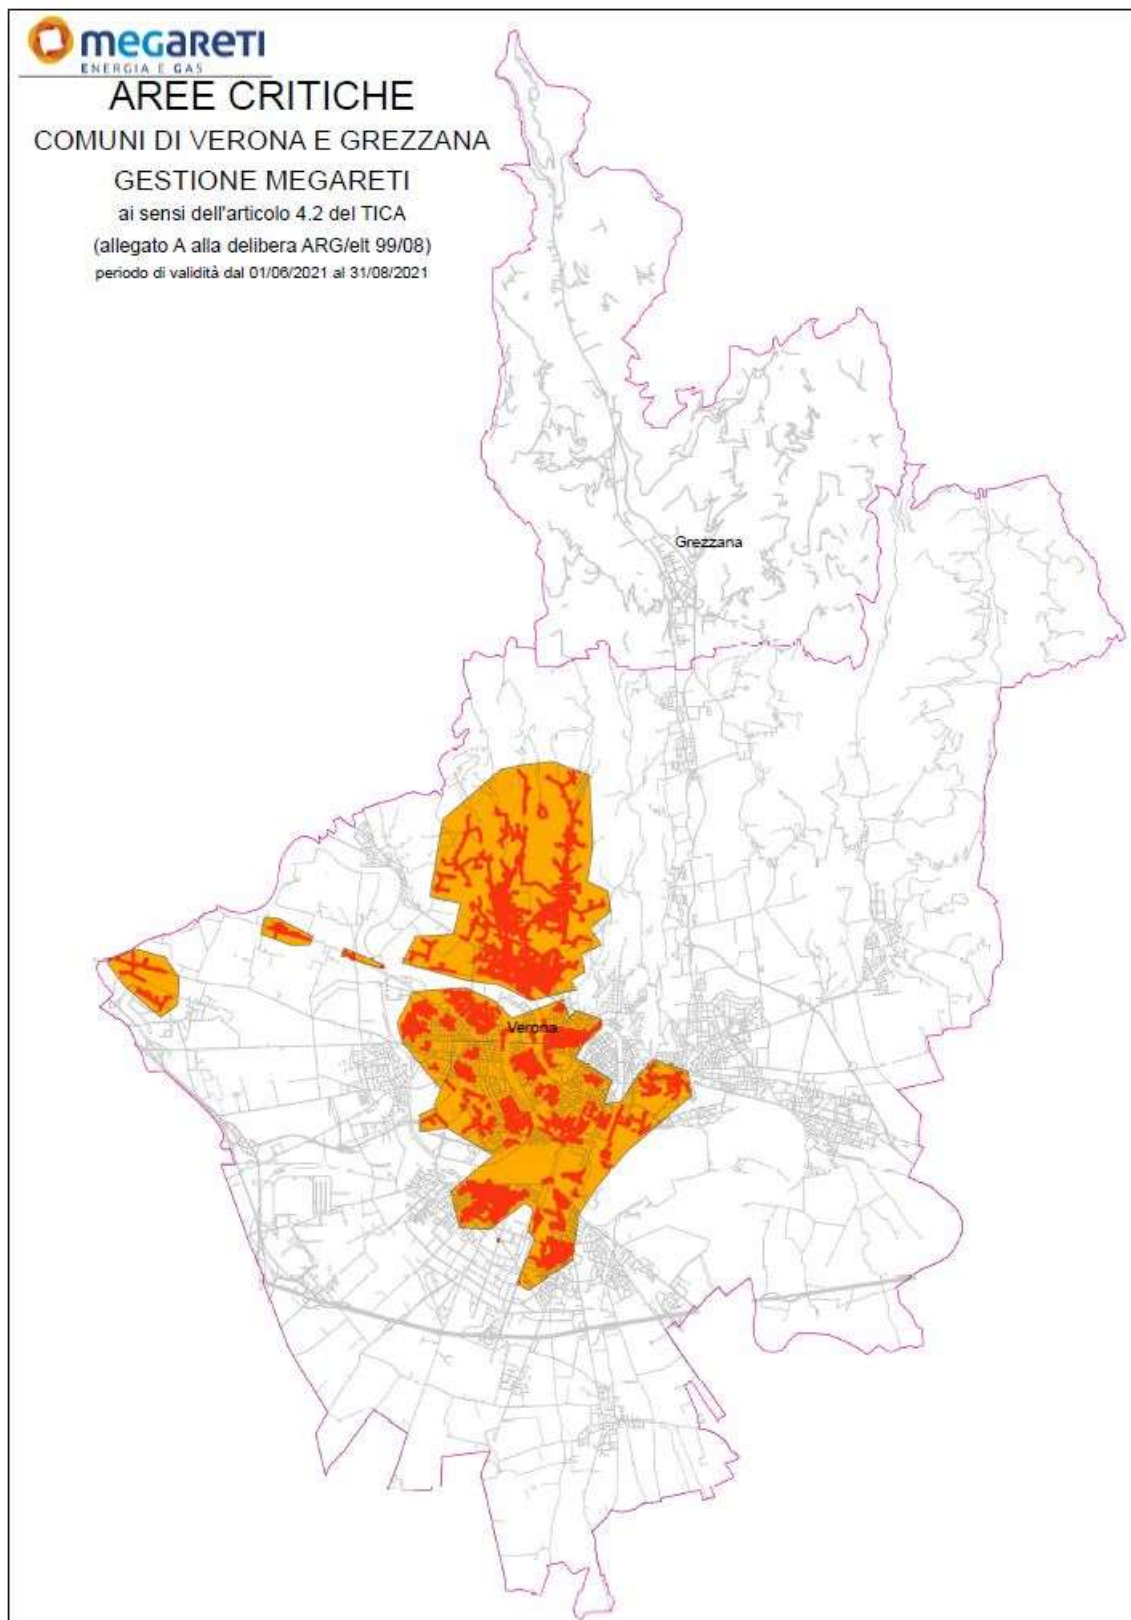 megareti
ENERGIA E GAS
AREE CRITICHE
COMUNI DI VERONA E GREZZANA
GESTIONE MEGARETI
ai sensi dell'articolo 4.2 del TICA
(allegato A alla delibera ARG/elt 99/08)
periodo di validità dal 01/06/2021 al 31/08/2021
Grezzana
Verona